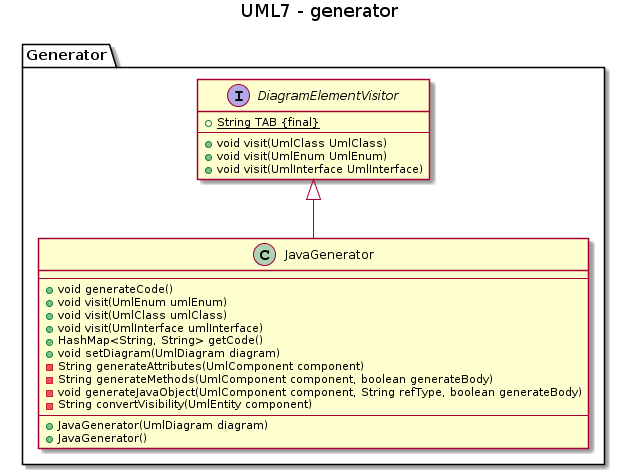 UML7 - generator
Generator
I DiagramElementVisitor
String TAB {final}
void visit(UmlClass UmlClass)
void visit(UmlEnum UmlEnum)
void visit(UmlInterface UmlInterface)
C JavaGenerator
void generateCode()
void visit(UmlEnum umlEnum)
void visit(UmlClass umlClass)
void visit(UmlInterface umlInterface)
HashMap<String, String> getCode()
void setDiagram(UmlDiagram diagram)
String generateAttributes(UmlComponent component)
String generateMethods(UmlComponent component, boolean generateBody)
void generateJavaObject(UmlComponent component, String refType, boolean generateBody)
String convertVisibility(UmlEntity component)
JavaGenerator(UmlDiagram diagram)
JavaGenerator()